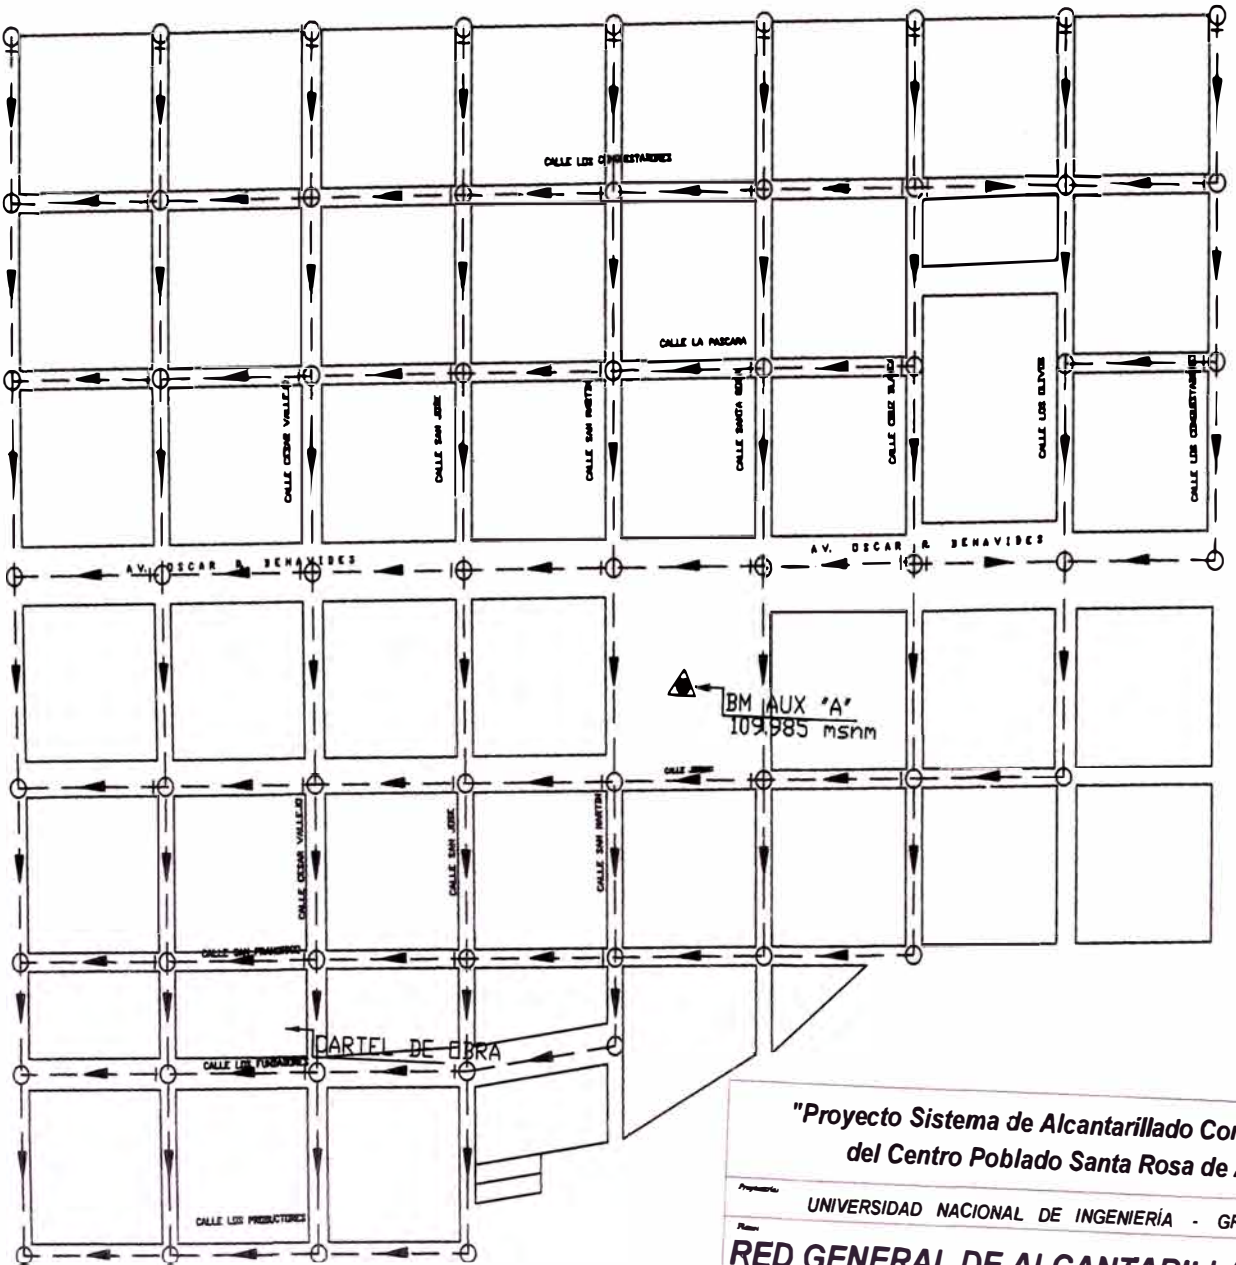 CALLE LOS CONQUISTADORES
CALLE LA PASCANA
CALLE CESAR VALLEJO
CALLE SAN JOSE
CALLE SAN MARTIN
CALLE SANTA ROSA
CALLE CRUZ BLANCA
CALLE LOS OLIVOS
CALLE LOS CONQUISTADORES
AV. OSCAR R. BENAVIDES
AV. OSCAR R. BENAVIDES
BM AUX "A"
109.985 msnm
CALLE
CALLE CESAR VALLEJO
CALLE SAN JOSE
CALLE SAN MARTIN
CALLE SAN FRANCISCO
CARTEL DE OBRA
CALLE LOS FUNDADORES
CALLE LOS PRODUCTORES
"Proyecto Sistema de Alcantarillado Con
del Centro Poblado Santa Rosa de
UNIVERSIDAD NACIONAL DE INGENIERÍA -
RED GENERAL DE